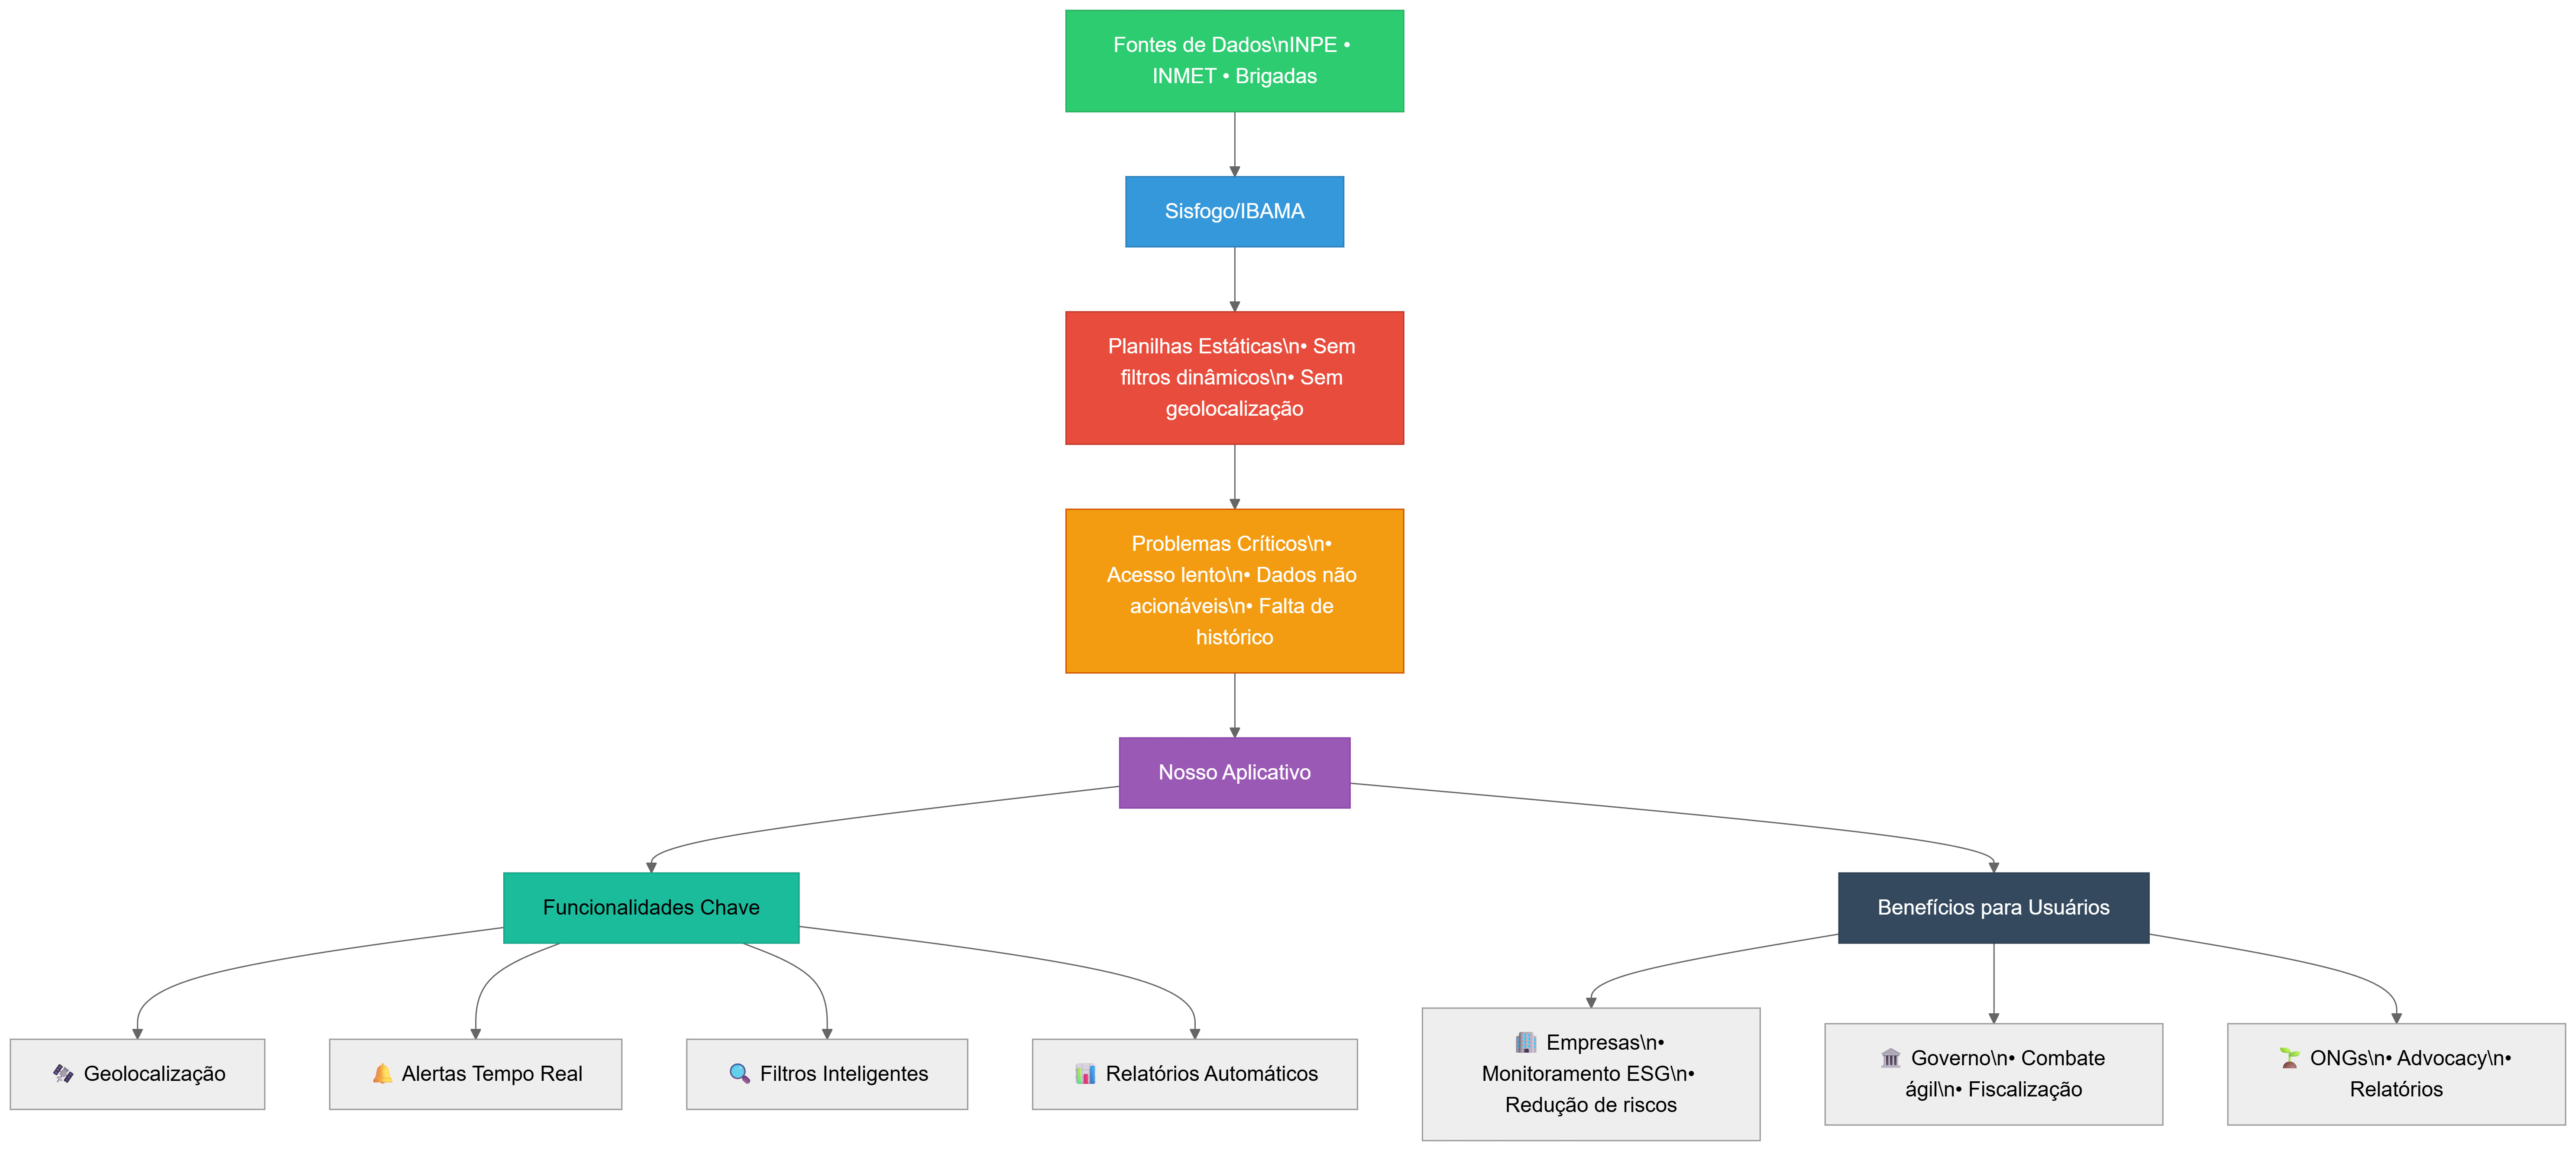 Fontes de Dados\nINPE •
INMET • Brigadas
Sisfogo/IBAMA
Planilhas Estáticas\n• Sem
filtros dinâmicos\n• Sem
geolocalização
Problemas Críticos\n•
Acesso lento\n• Dados não
acionáveis\n• Falta de
histórico
Nosso Aplicativo
Funcionalidades Chave
Benefícios para Usuários
🛰️ Geolocalização
🔔 Alertas Tempo Real
🔍 Filtros Inteligentes
📊 Relatórios Automáticos
🏢 Empresas\n•
Monitoramento ESG\n•
Redução de riscos
🏛️ Governo\n• Combate
ágil\n• Fiscalização
🌱 ONGs\n• Advocacy\n•
Relatórios